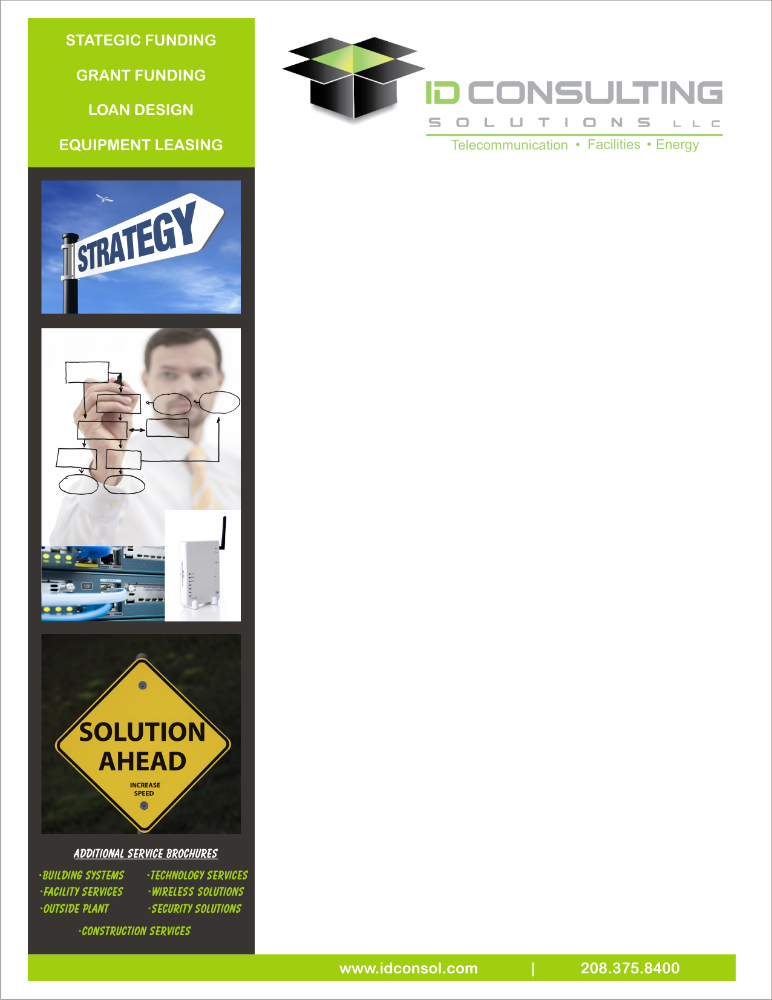 STATEGIC FUNDING
GRANT FUNDING
LOAN DESIGN
EQUIPMENT LEASING
ID CONSULTING
SOLUTIONS LLC
Telecommunication • Facilities • Energy
STRATEGY
32F
SOLUTION
AHEAD
INCREASE
SPEED
ADDITIONAL SERVICE BROCHURES
·BUILDING SYSTEMS
·TECHNOLOGY SERVICES
·FACILITY SERVICES
·WIRELESS SOLUTIONS
·OUTSIDE PLANT
·SECURITY SOLUTIONS
·CONSTRUCTION SERVICES
www.idconsol.com | 208.375.8400